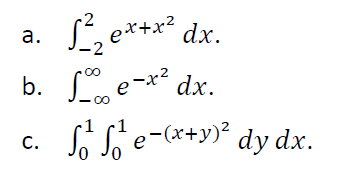 a. ∫_{-2}^{2} e^{x+x²} dx.
b. ∫_{-∞}^{∞} e^{-x²} dx.
c. ∫_{0}^{1} ∫_{0}^{1} e^{-(x+y)²} dy dx.